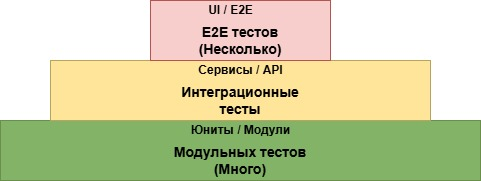 UI / E2E
E2E тестов
(Несколько)
Сервисы / API
Интеграционные
тесты
Юниты / Модули
Модульных тестов
(Много)